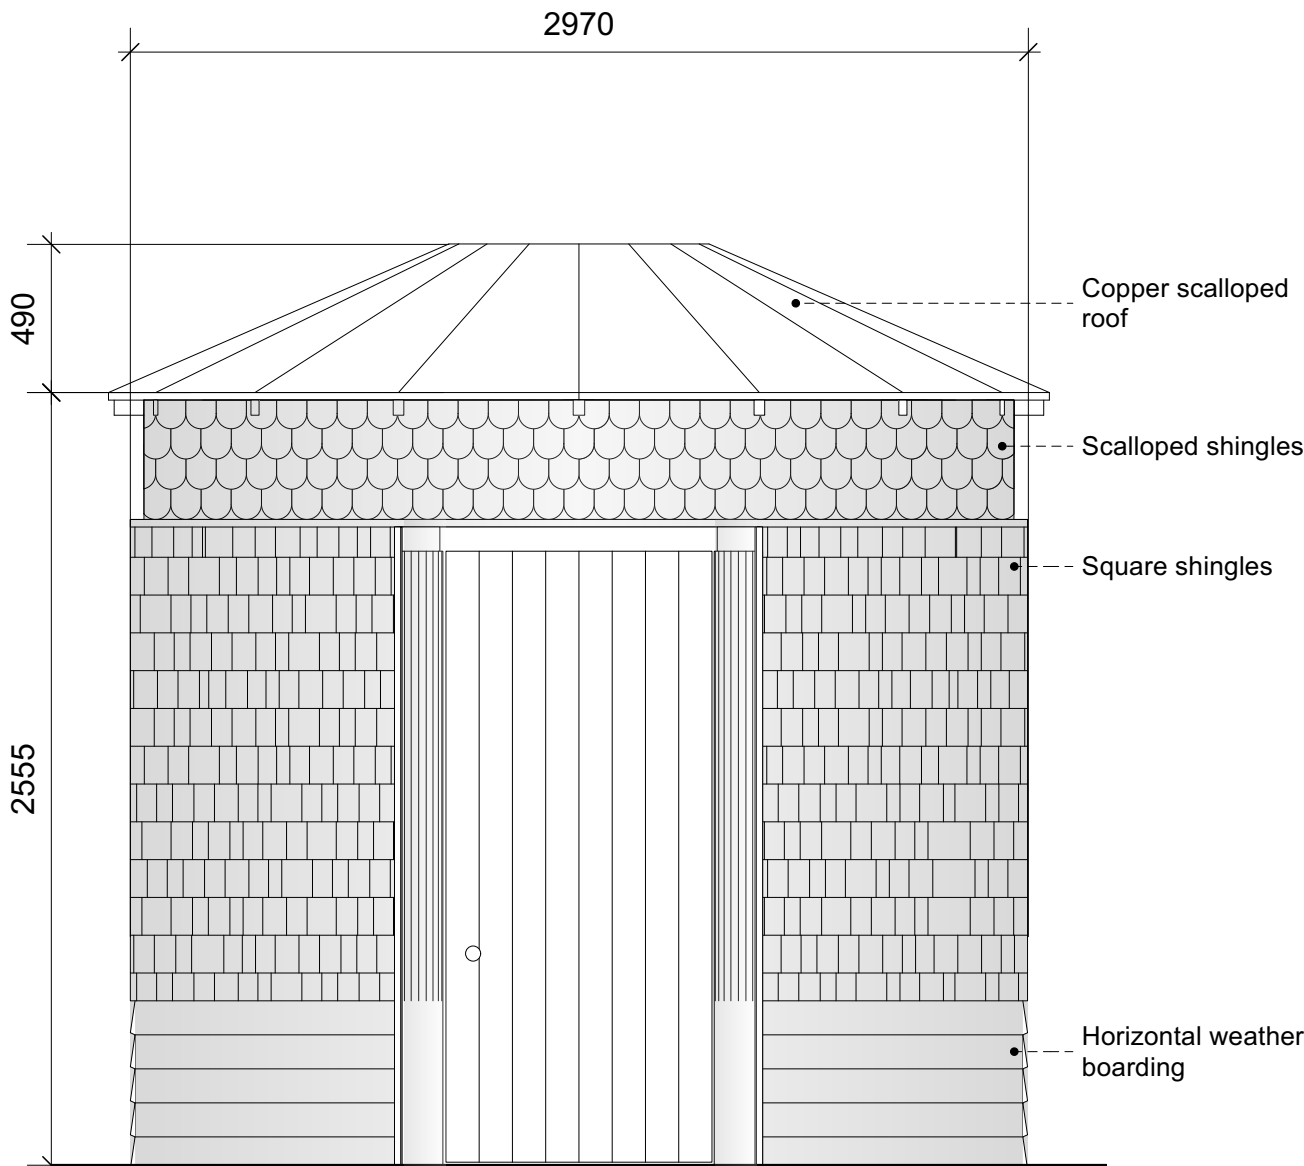 2970
490
Copper scalloped
roof
Scalloped shingles
Square shingles
2555
Horizontal weather
boarding